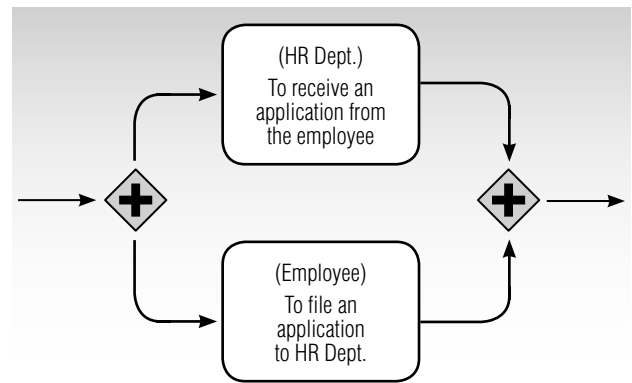 (HR Dept.)
To receive an
application from
the employee
(Employee)
To file an
application
to HR Dept.